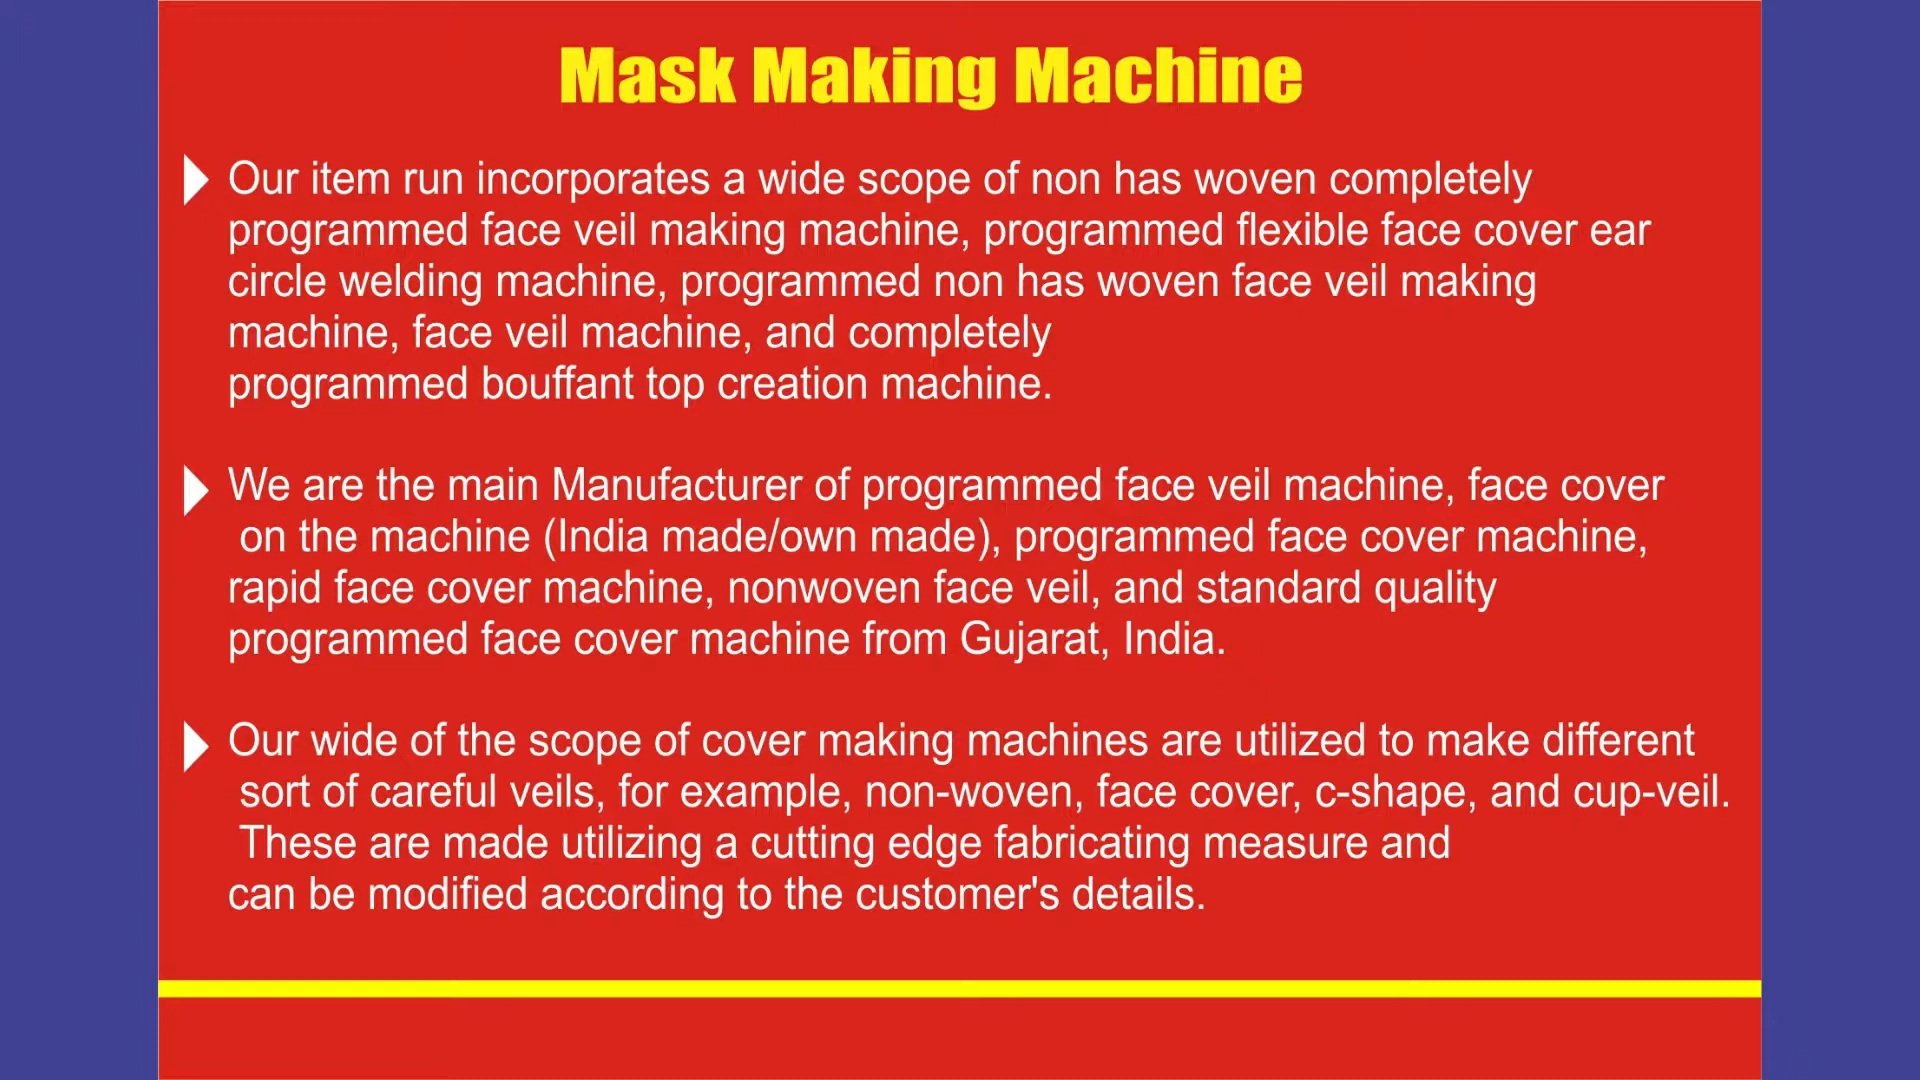 Mask Making Machine
Our item run incorporates a wide scope of non has woven completely
programmed face veil making machine, programmed flexible face cover ear
circle welding machine, programmed non has woven face veil making
machine, face veil machine, and completely
programmed bouffant top creation machine.
We are the main Manufacturer of programmed face veil machine, face cover
on the machine (India made/own made), programmed face cover machine,
rapid face cover machine, nonwoven face veil, and standard quality
programmed face cover machine from Gujarat, India.
Our wide of the scope of cover making machines are utilized to make different
sort of careful veils, for example, non-woven, face cover, c-shape, and cup-veil.
These are made utilizing a cutting edge fabricating measure and
can be modified according to the customer's details.